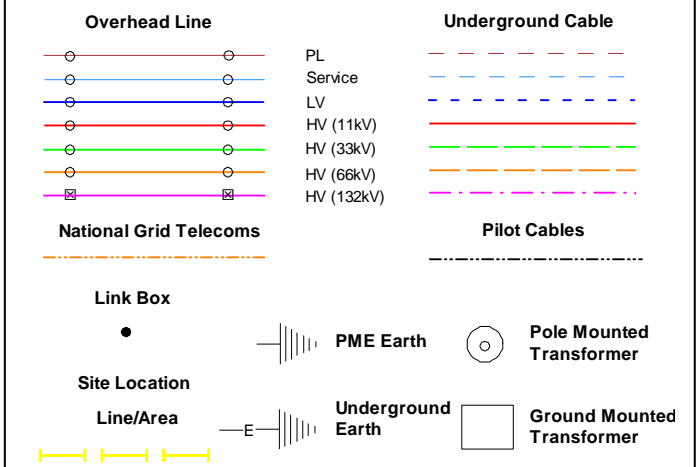 Overhead Line
Underground Cable
PL
Service
LV
HV (11kV)
HV (33kV)
HV (66kV)
HV (132kV)
National Grid Telecoms
Pilot Cables
Link Box
PME Earth
Pole Mounted
Transformer
Site Location
Line/Area
E
Underground
Earth
Ground Mounted
Transformer